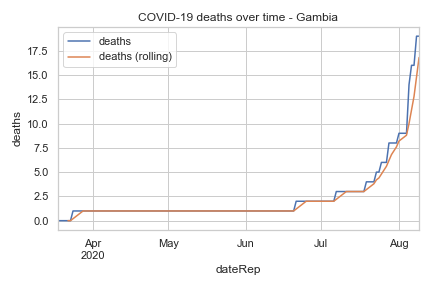 COVID-19 deaths over time - Gambia
deaths
deaths (rolling)
17.5
15.0
12.5
10.0
7.5
5.0
2.5
0.0
deaths
Apr
2020
May
Jun
Jul
Aug
dateRep